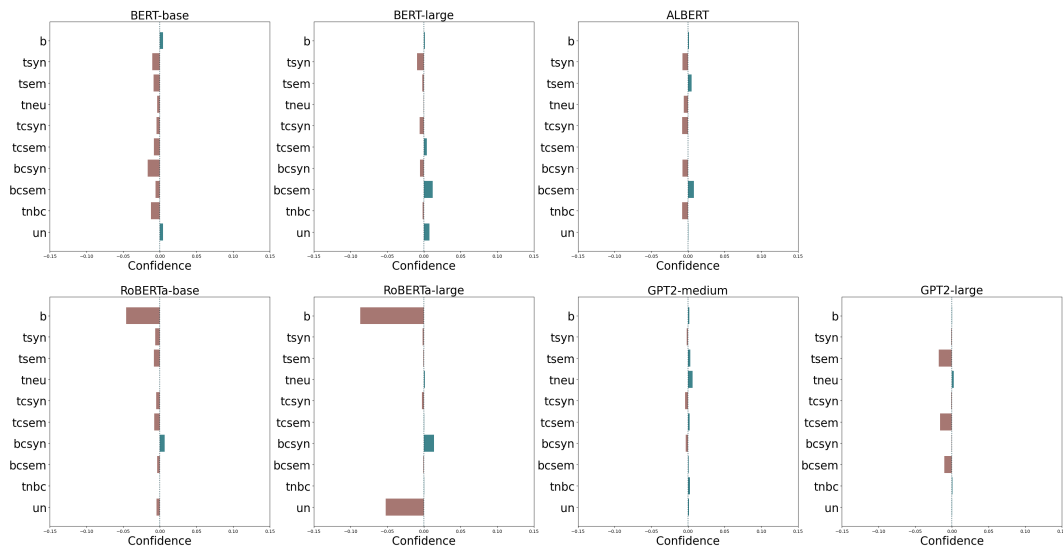 BERT-base
b
tsyn
tsem
tneu
tcsyn
tcsem
bcsyn
bcsem
tnbc
un
−0.15 −0.10 −0.05 0.00 0.05 0.10 0.15
Confidence
BERT-large
b
tsyn
tsem
tneu
tcsyn
tcsem
bcsyn
bcsem
tnbc
un
−0.15 −0.10 −0.05 0.00 0.05 0.10 0.15
Confidence
ALBERT
b
tsyn
tsem
tneu
tcsyn
tcsem
bcsyn
bcsem
tnbc
un
−0.15 −0.10 −0.05 0.00 0.05 0.10 0.15
Confidence
RoBERTa-base
b
tsyn
tsem
tneu
tcsyn
tcsem
bcsyn
bcsem
tnbc
un
−0.15 −0.10 −0.05 0.00 0.05 0.10 0.15
Confidence
RoBERTa-large
b
tsyn
tsem
tneu
tcsyn
tcsem
bcsyn
bcsem
tnbc
un
−0.15 −0.10 −0.05 0.00 0.05 0.10 0.15
Confidence
GPT2-medium
b
tsyn
tsem
tneu
tcsyn
tcsem
bcsyn
bcsem
tnbc
un
−0.15 −0.10 −0.05 0.00 0.05 0.10 0.15
Confidence
GPT2-large
b
tsyn
tsem
tneu
tcsyn
tcsem
bcsyn
bcsem
tnbc
un
−0.15 −0.10 −0.05 0.00 0.05 0.10 0.15
Confidence